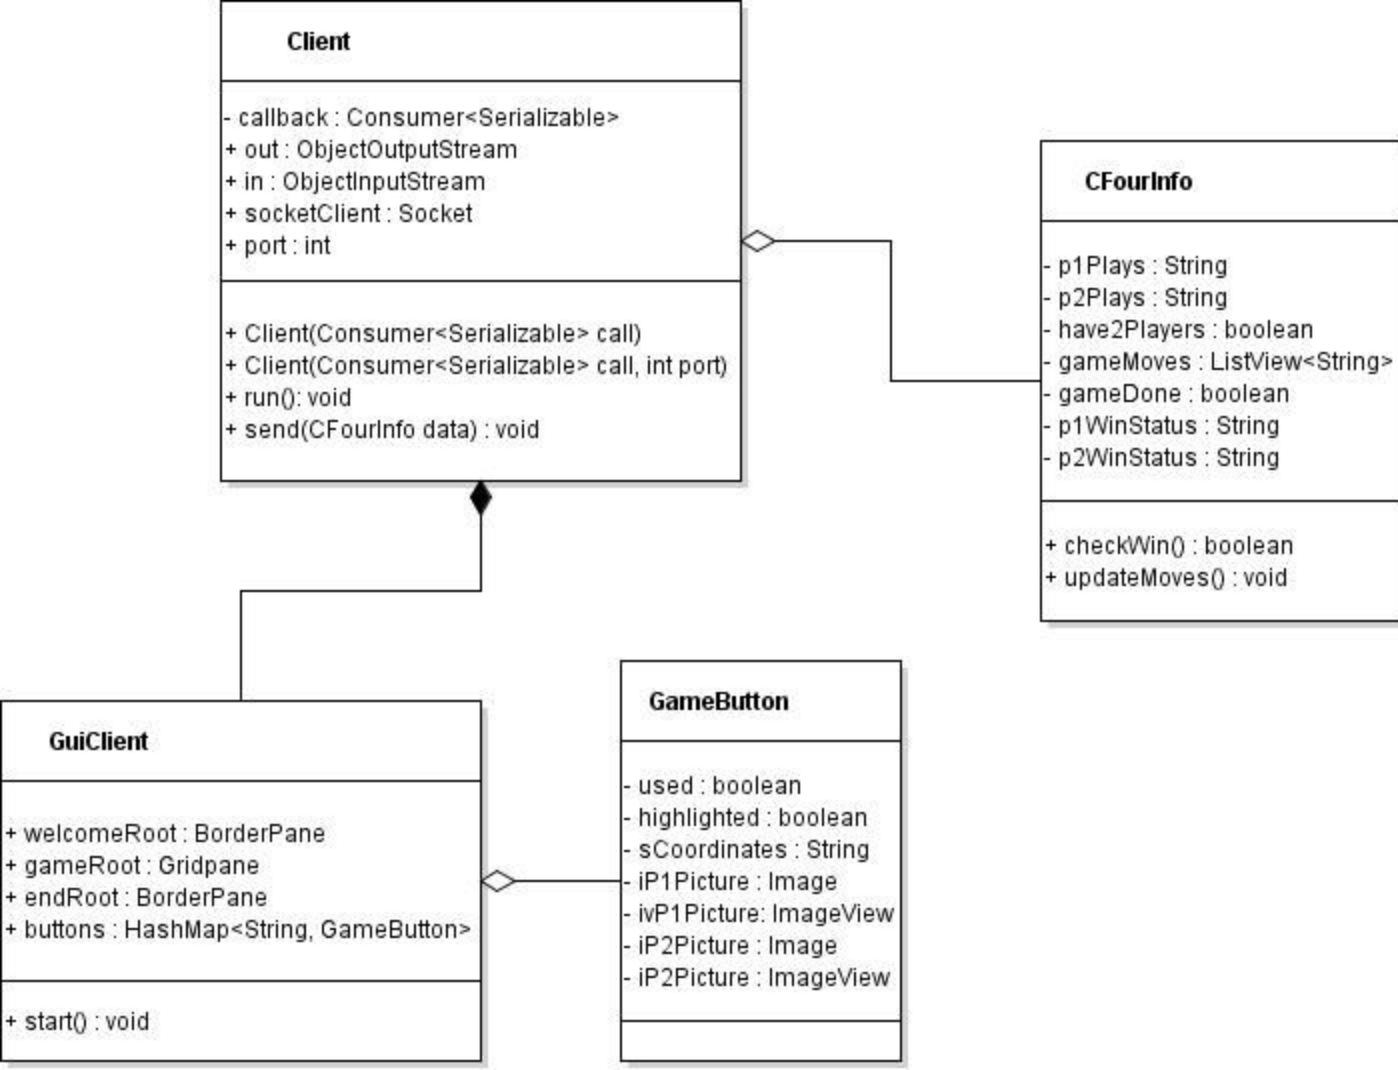 Client
- callback : Consumer<Serializable>
+ out : ObjectOutputStream
+ in : ObjectInputStream
+ socketClient : Socket
+ port : int
+ Client(Consumer<Serializable> call)
+ Client(Consumer<Serializable> call, int port)
+ run(): void
+ send(CFourInfo data) : void
CFourInfo
- p1Plays : String
- p2Plays : String
- have2Players : boolean
- gameMoves : ListView<String>
- gameDone : boolean
- p1WinStatus : String
- p2WinStatus : String
+ checkWin() : boolean
+ updateMoves() : void
GuiClient
+ welcomeRoot : BorderPane
+ gameRoot : Gridpane
+ endRoot : BorderPane
+ buttons : HashMap<String, GameButton>
+ start() : void
GameButton
- used : boolean
- highlighted : boolean
- sCoordinates : String
- iP1Picture : Image
- ivP1Picture: ImageView
- iP2Picture : Image
- iP2Picture : ImageView